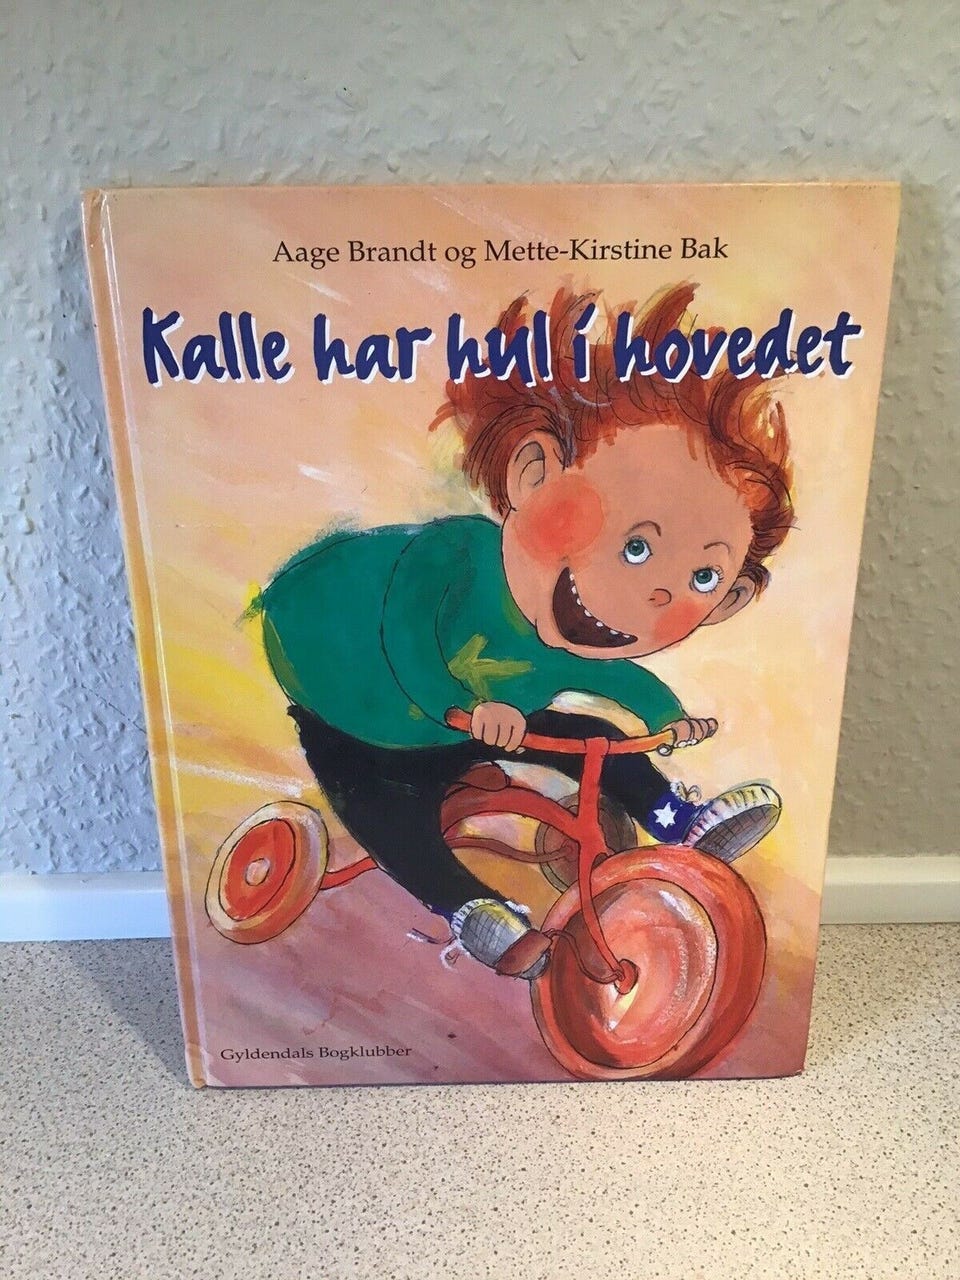 Aage Brandt og Mette-Kirstine Bak
Kalle har hul i hovedet
K
Gyldendals Bogklubber